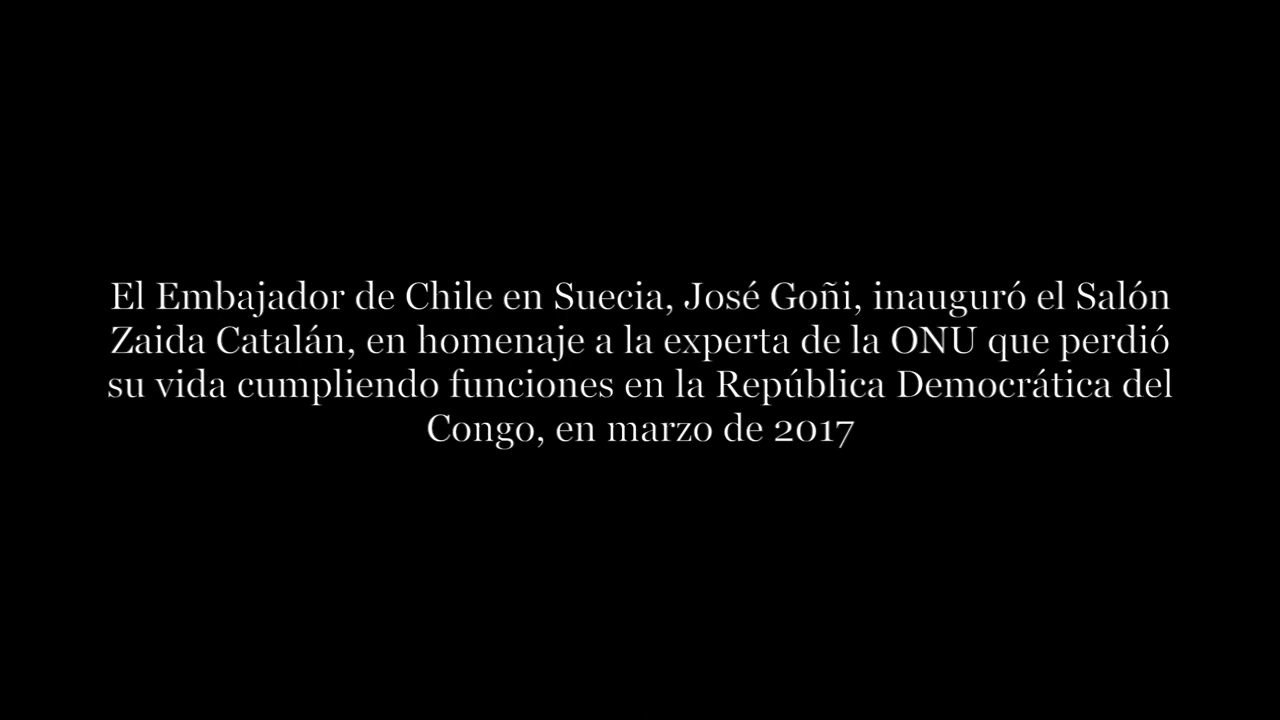 El Embajador de Chile en Suecia, José Goñi, inauguró el Salón
Zaida Catalán, en homenaje a la experta de la ONU que perdió
su vida cumpliendo funciones en la República Democrática del
Congo, en marzo de 2017